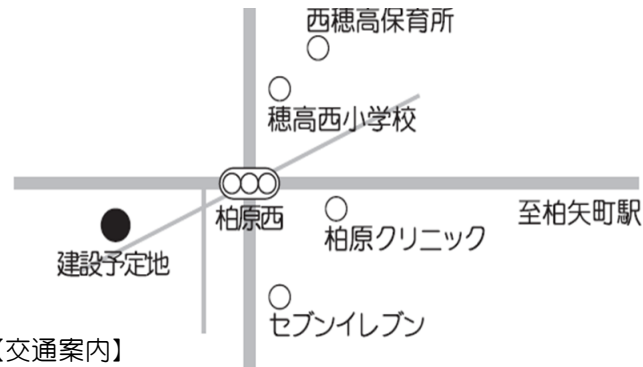 西穂高保育所
穂高西小学校
柏原西
至柏矢町駅
柏原クリニック
建設予定地
セブンイレブン
【交通案内】